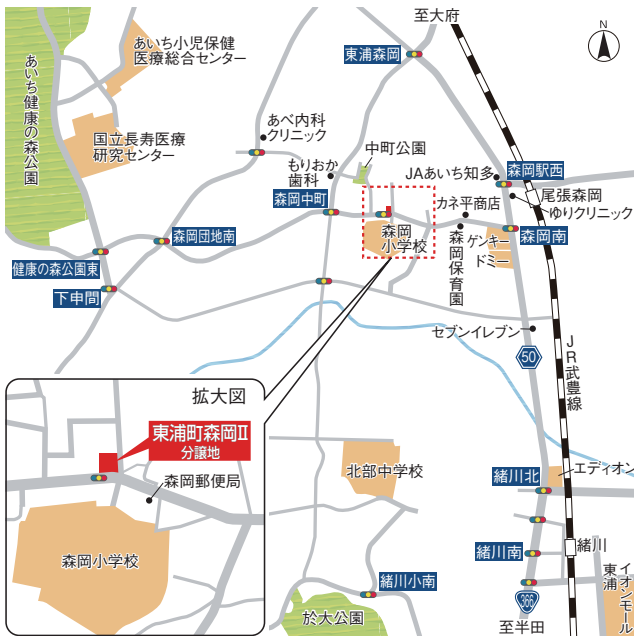 至大府
N
東浦森岡
あいち小児保健
医療総合センター
あいち健康の森公園
あべ内科
クリニック
国立長寿医療
研究センター
もりおか
歯科
中町公園
JAあいち知多
森岡駅西
尾張森岡
ゆりクリニック
カネ平商店
森岡中町
森岡団地南
森岡
小学校
森岡保育園
ゲンキー
ドミー
森岡南
健康の森公園東
下申間
セブンイレブン
50
JR武豊線
拡大図
東浦町森岡Ⅱ
分譲地
森岡郵便局
森岡小学校
北部中学校
エディオン
緒川北
緒川南
緒川
緒川小南
於大公園
366
至半田
イオンモール
東浦